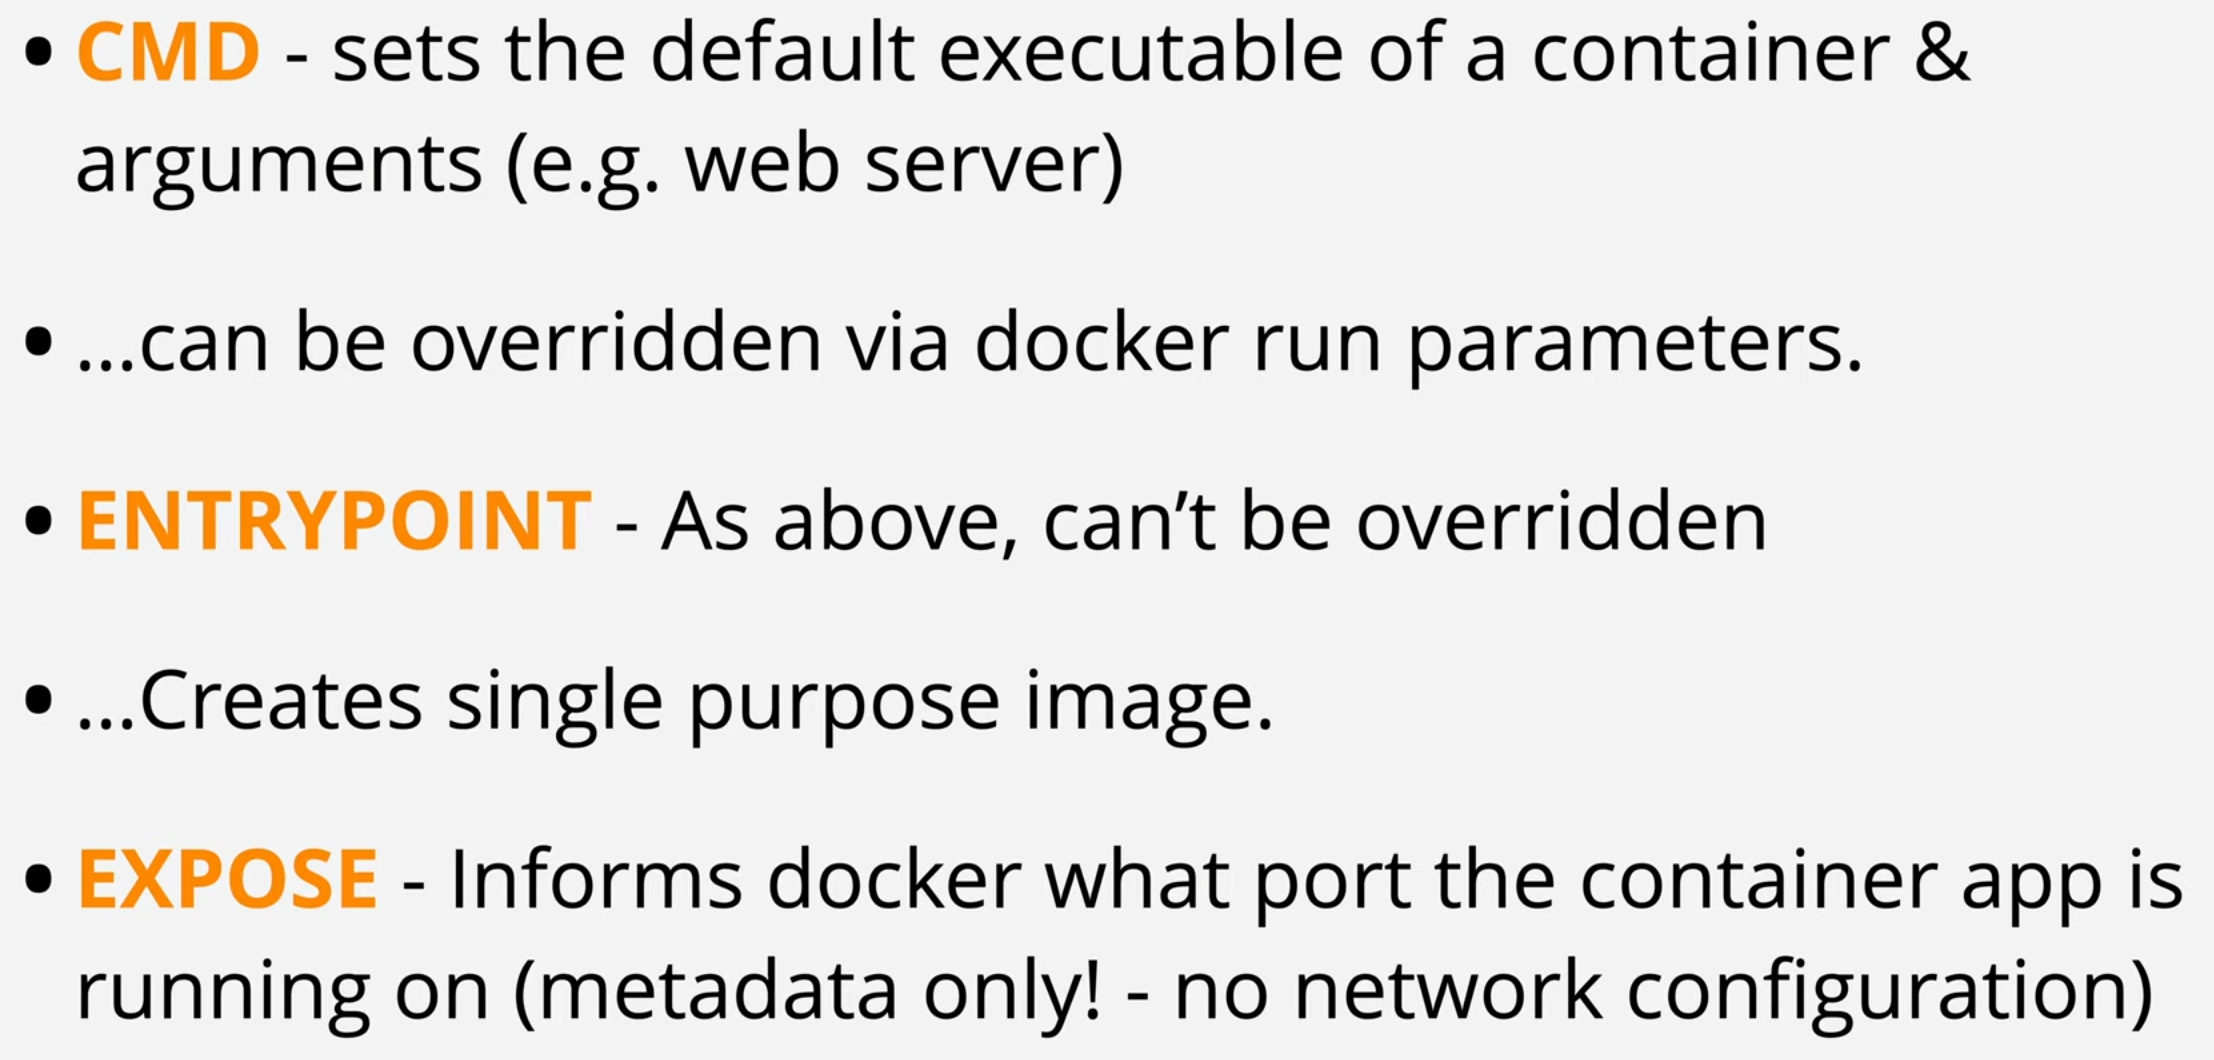 • CMD - sets the default executable of a container &
arguments (e.g. web server)
• ...can be overridden via docker run parameters.
• ENTRYPOINT - As above, can’t be overridden
• ...Creates single purpose image.
• EXPOSE - Informs docker what port the container app is
running on (metadata only! - no network configuration)